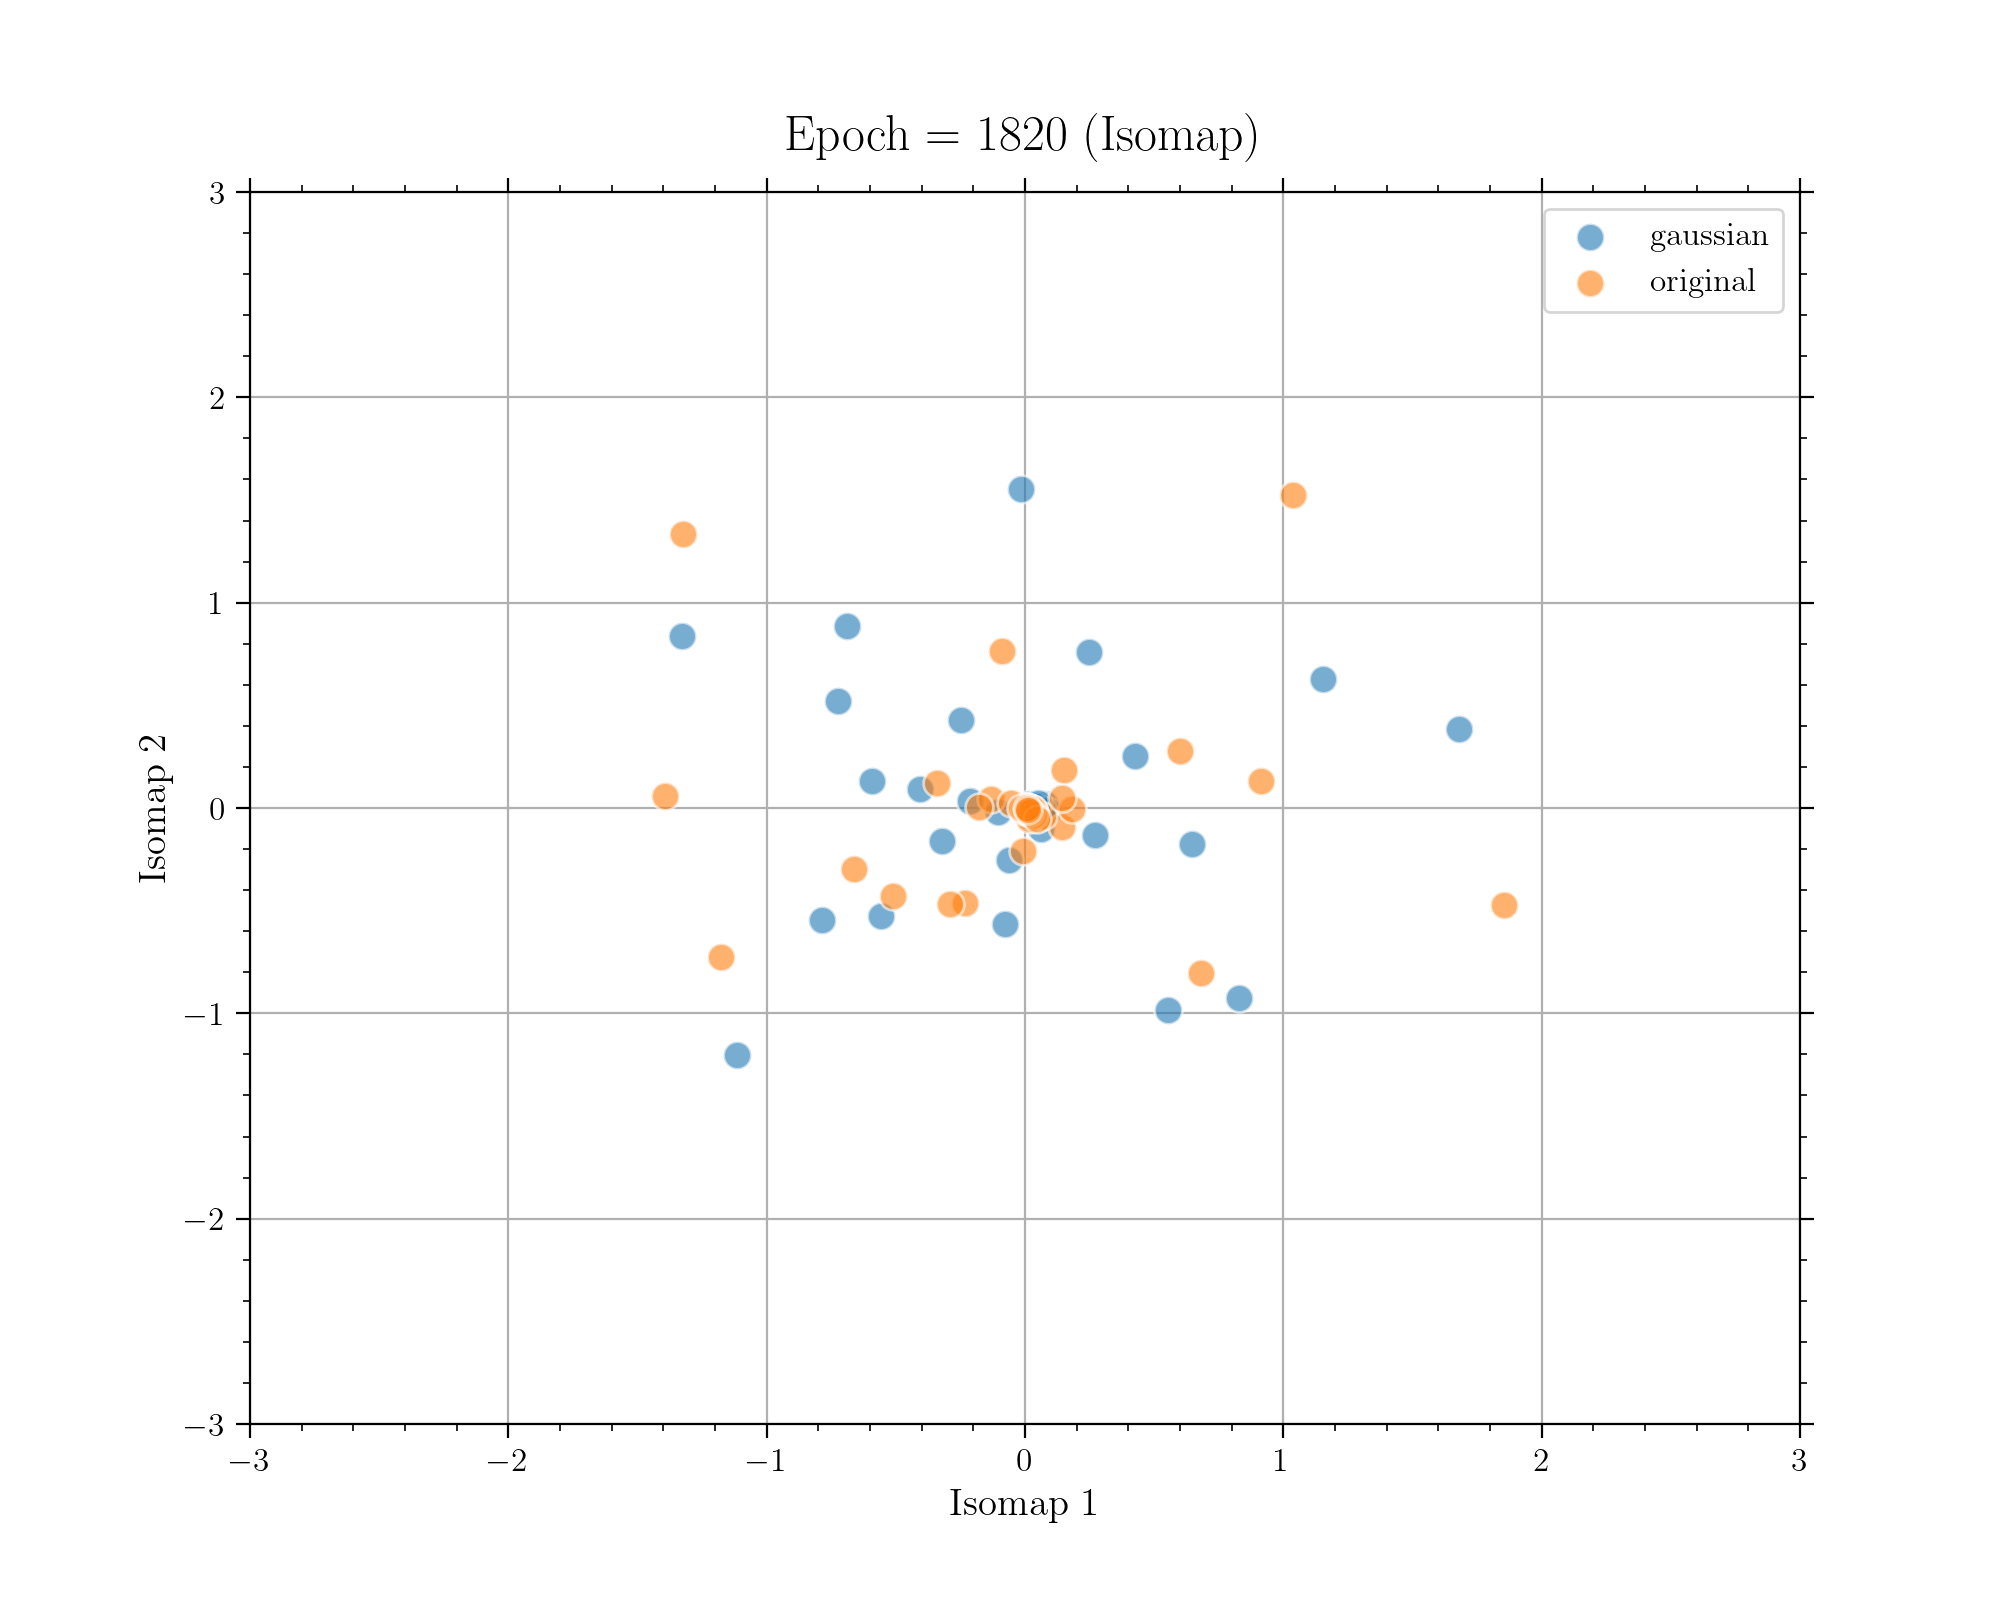 Epoch = 1820 (Isomap)
gaussian
original
3
2
1
0
−1
−2
−3
Isomap 2
−3
−2
−1
0
1
2
3
Isomap 1